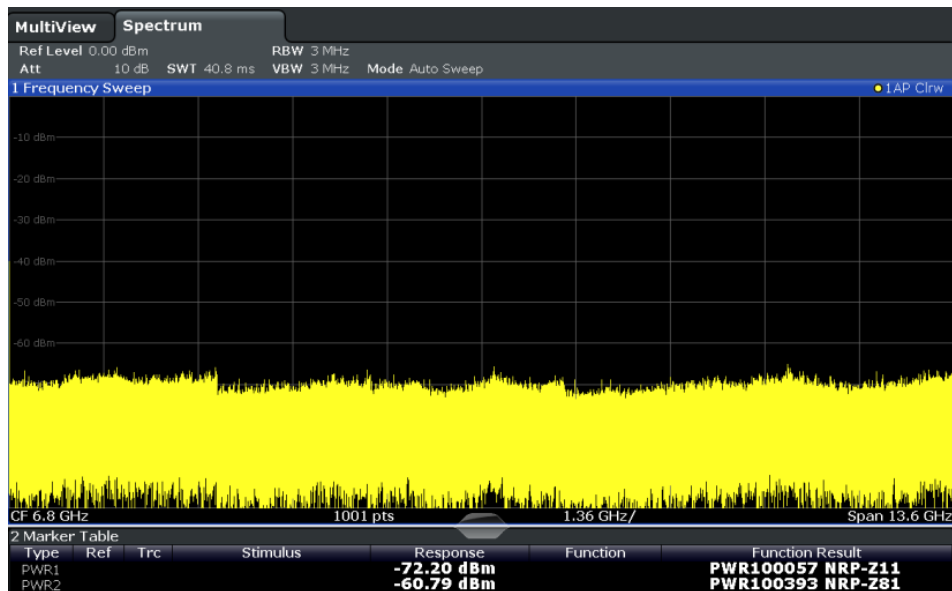 MultiView Spectrum
Ref Level 0.00 dBm RBW 3 MHz
Att 10 dB SWT 40.8 ms VBW 3 MHz Mode Auto Sweep
1 Frequency Sweep 1AP Clrw
-10 dBm
-20 dBm
-30 dBm
-40 dBm
-50 dBm
-60 dBm
CF 6.8 GHz 1001 pts 1.36 GHz/ Span 13.6 GHz
2 Marker Table
Type Ref Trc Stimulus Response Function Function Result
PWR1 -72.20 dBm PWR100057 NRP-Z11
PWR2 -60.79 dBm PWR100393 NRP-Z81